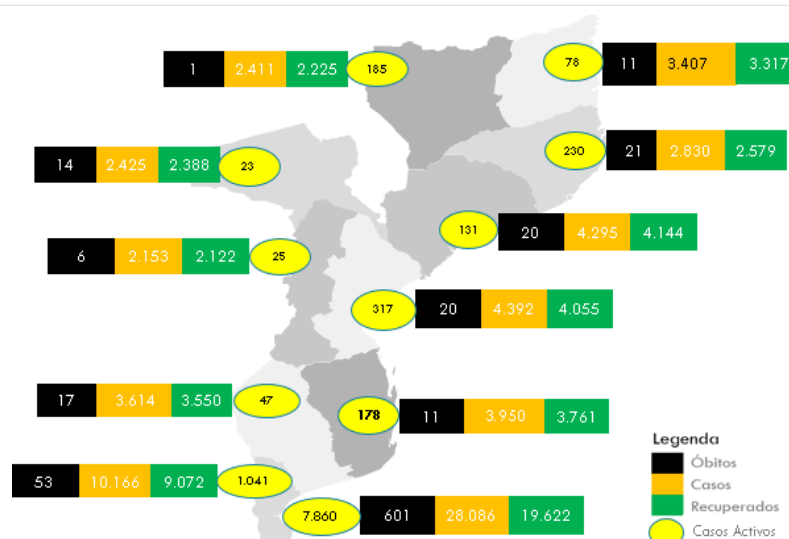 1 2.411 2.225 185
78 11 3.407 3.317
14 2.425 2.388 23
230 21 2.830 2.579
131 20 4.295 4.144
6 2.153 2.122 25
317 20 4.392 4.055
17 3.614 3.550 47
178 11 3.950 3.761
53 10.166 9.072 1.041
7.860 601 28.086 19.622
Legenda
Óbitos
Casos
Recuperados
Casos Activos